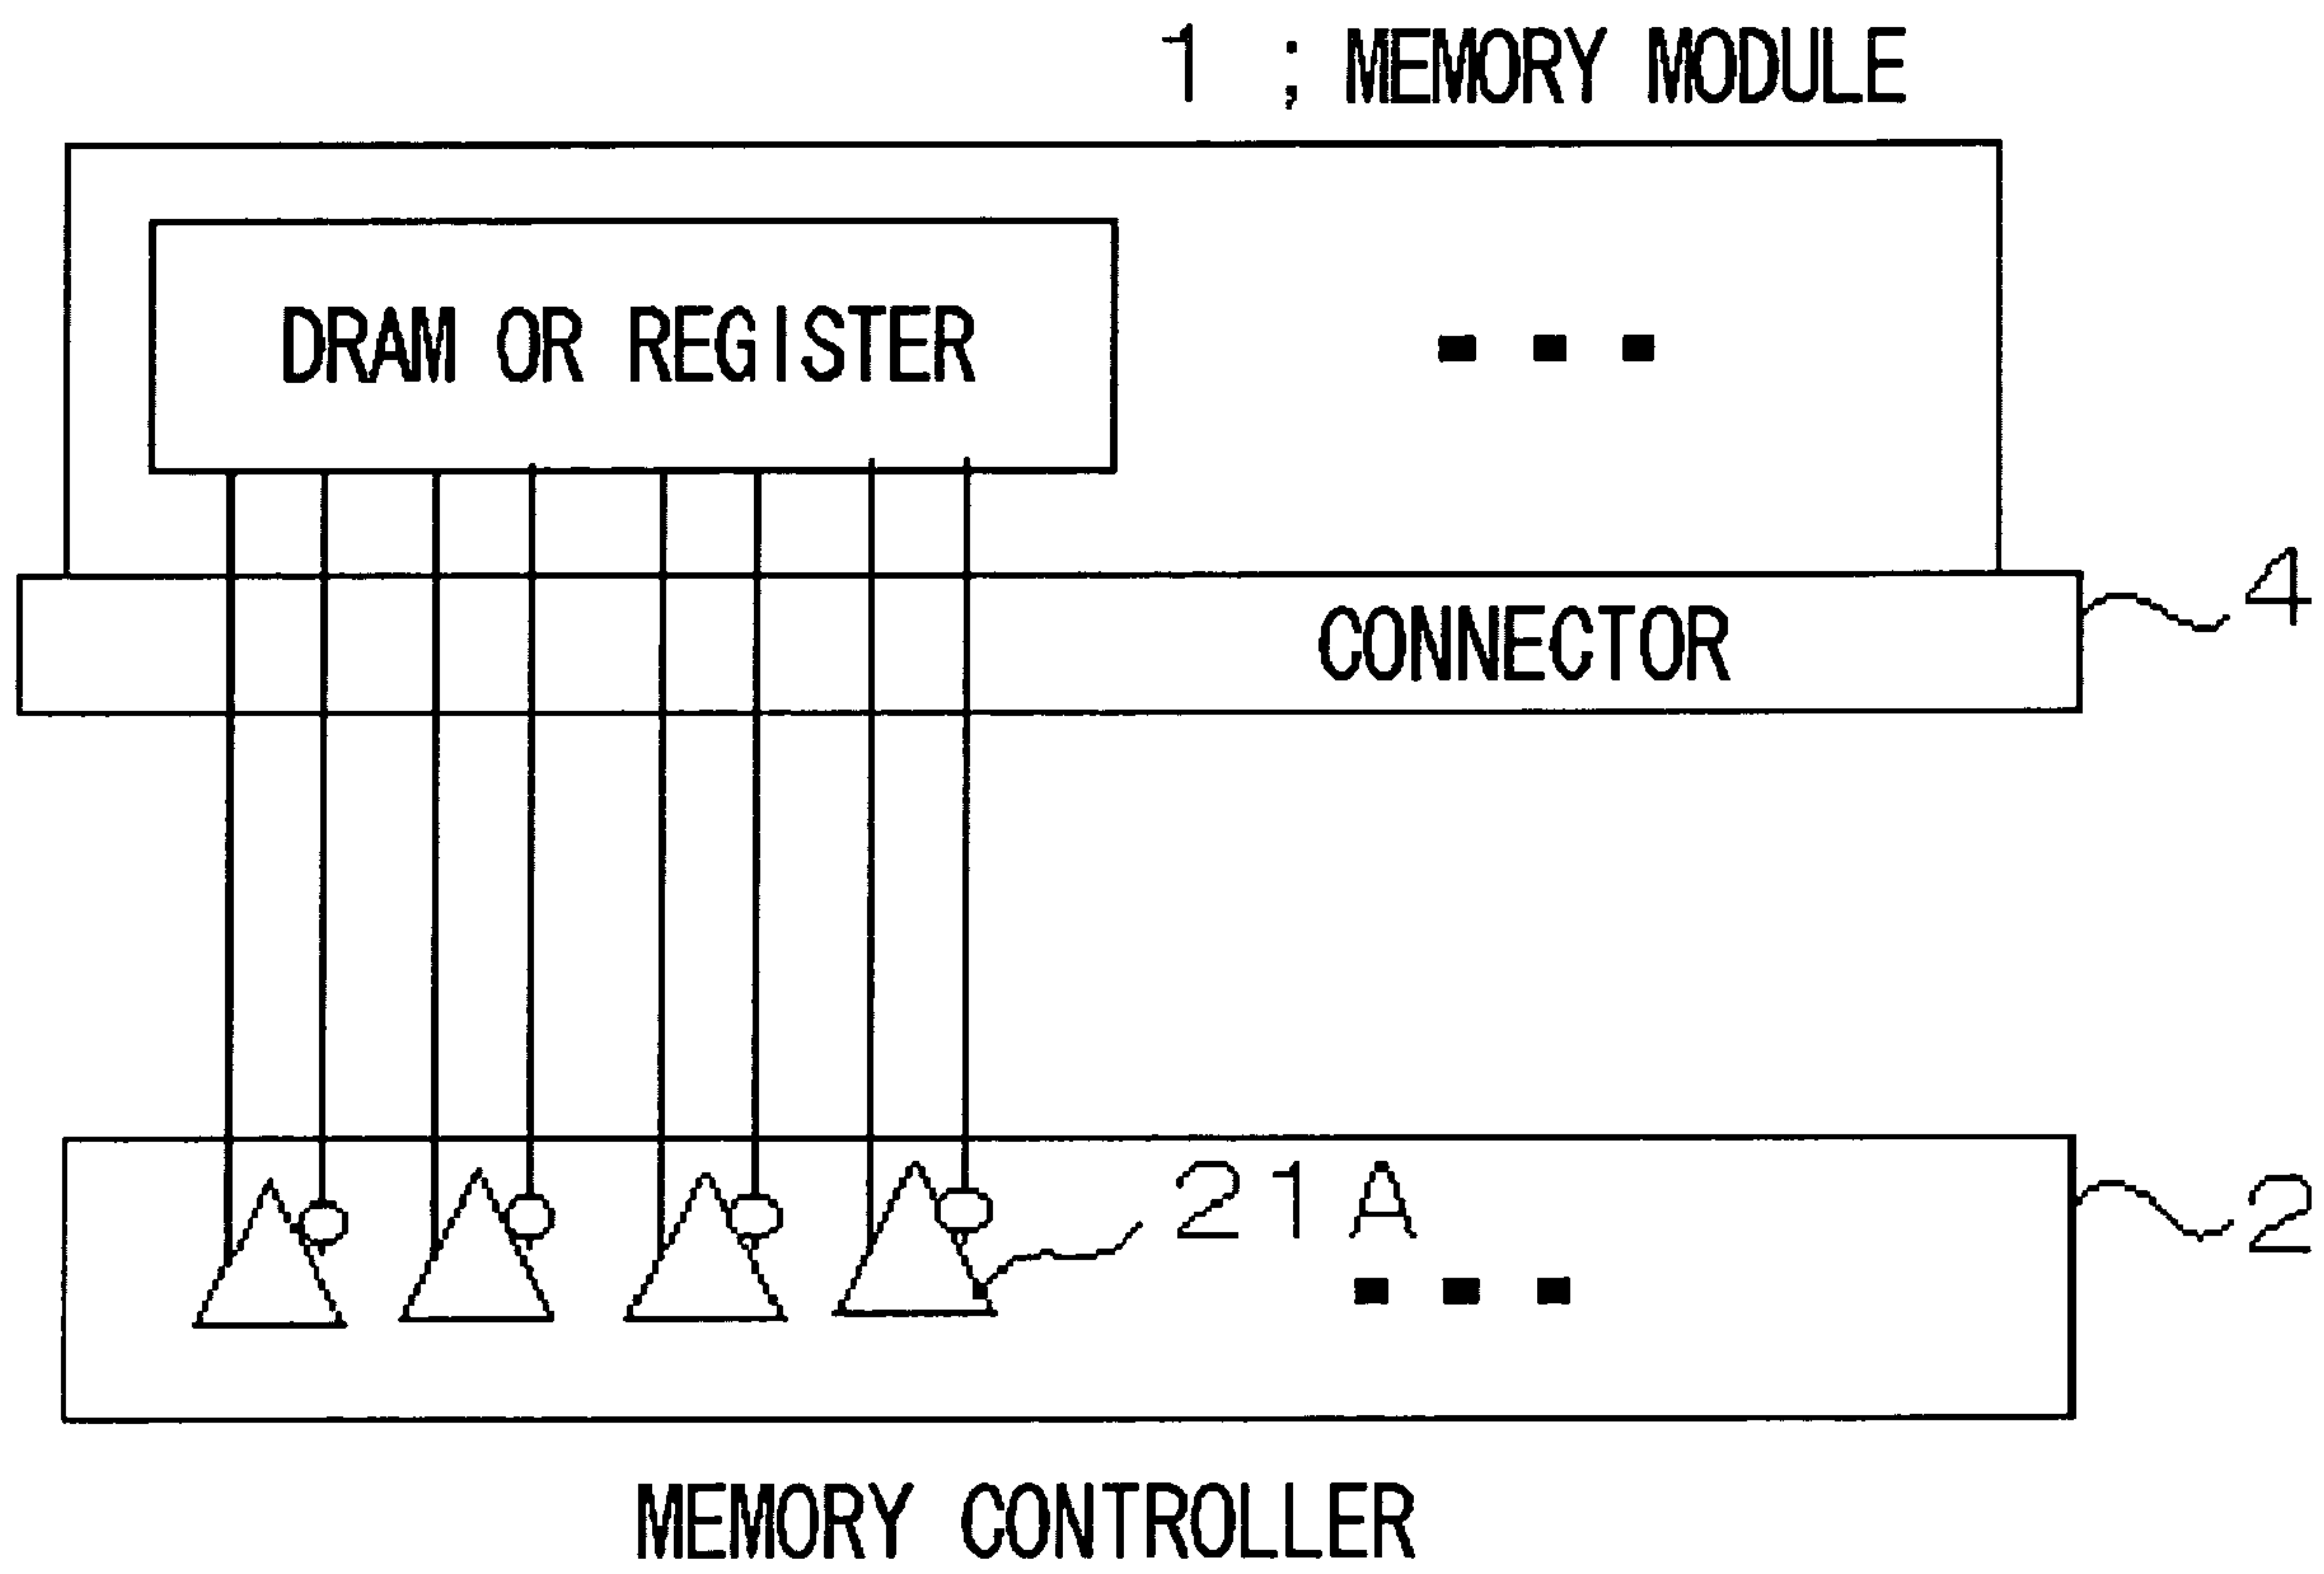 1 ; MEMORY MODULE
DRAM OR REGISTER
CONNECTOR
4
21A
2
MEMORY CONTROLLER